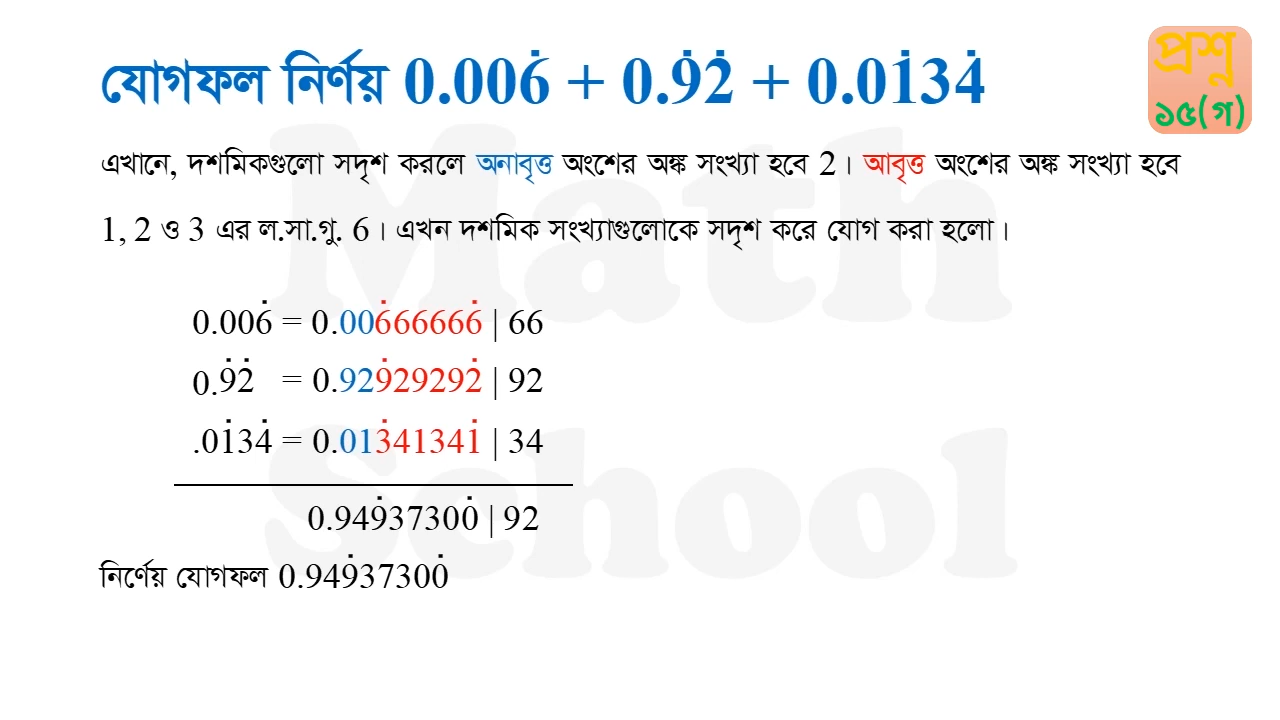 যোগফল নির্ণয় 0.006̇ + 0.9̇2̇ + 0.01̇34̇
প্রশ্ন
১৫(গ)
এখানে, দশমিকগুলো সদৃশ করলে অনাবৃত্ত অংশের অঙ্ক সংখ্যা হবে 2। আবৃত্ত অংশের অঙ্ক সংখ্যা হবে
1, 2 ও 3 এর ল.সা.গু. 6। এখন দশমিক সংখ্যাগুলোকে সদৃশ করে যোগ করা হলো।
0.006̇ = 0.006̇66666̇ | 66
0.9̇2̇ = 0.929̇29292̇ | 92
.01̇34̇ = 0.013̇41341̇ | 34
0.949̇37300̇ | 92
নির্ণেয় যোগফল 0.949̇37300̇
Math
School